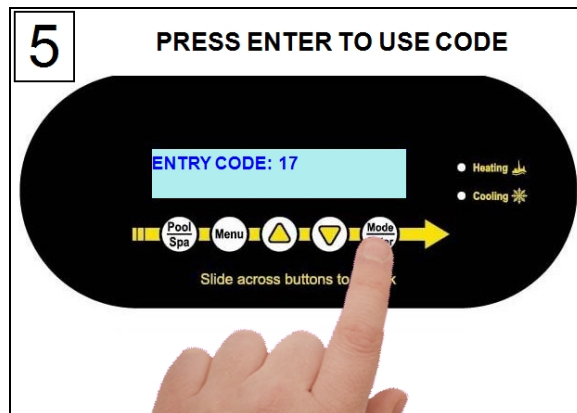 5
PRESS ENTER TO USE CODE
ENTRY CODE: 17
Heating
Cooling
Pool
Spa
Menu
Mode
Slide across buttons to